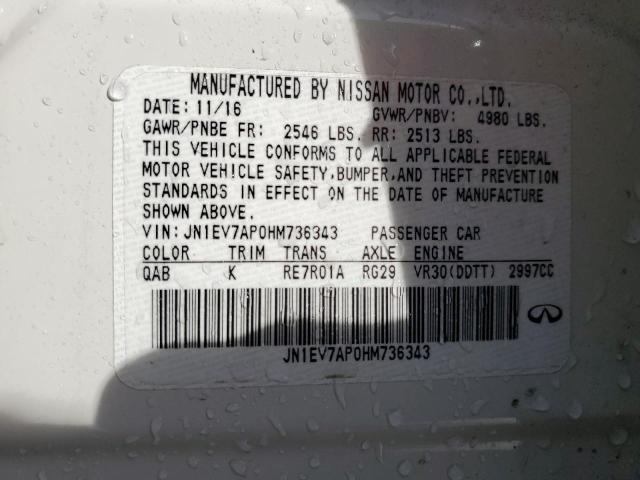 MANUFACTURED BY NISSAN MOTOR CO.,LTD.
DATE: 11/16 GVWR/PNBV: 4980 LBS.
GAWR/PNBE FR: 2546 LBS. RR: 2513 LBS.
THIS VEHICLE CONFORMS TO ALL APPLICABLE FEDERAL
MOTOR VEHICLE SAFETY,BUMPER,AND THEFT PREVENTION
STANDARDS IN EFFECT ON THE DATE OF MANUFACTURE
SHOWN ABOVE.
VIN:JN1EV7AP0HM736343 PASSENGER CAR
COLOR TRIM TRANS AXLE ENGINE
QAB K RE7R01A RG29 VR30(DDTT) 2997CC
JN1EV7AP0HM736343